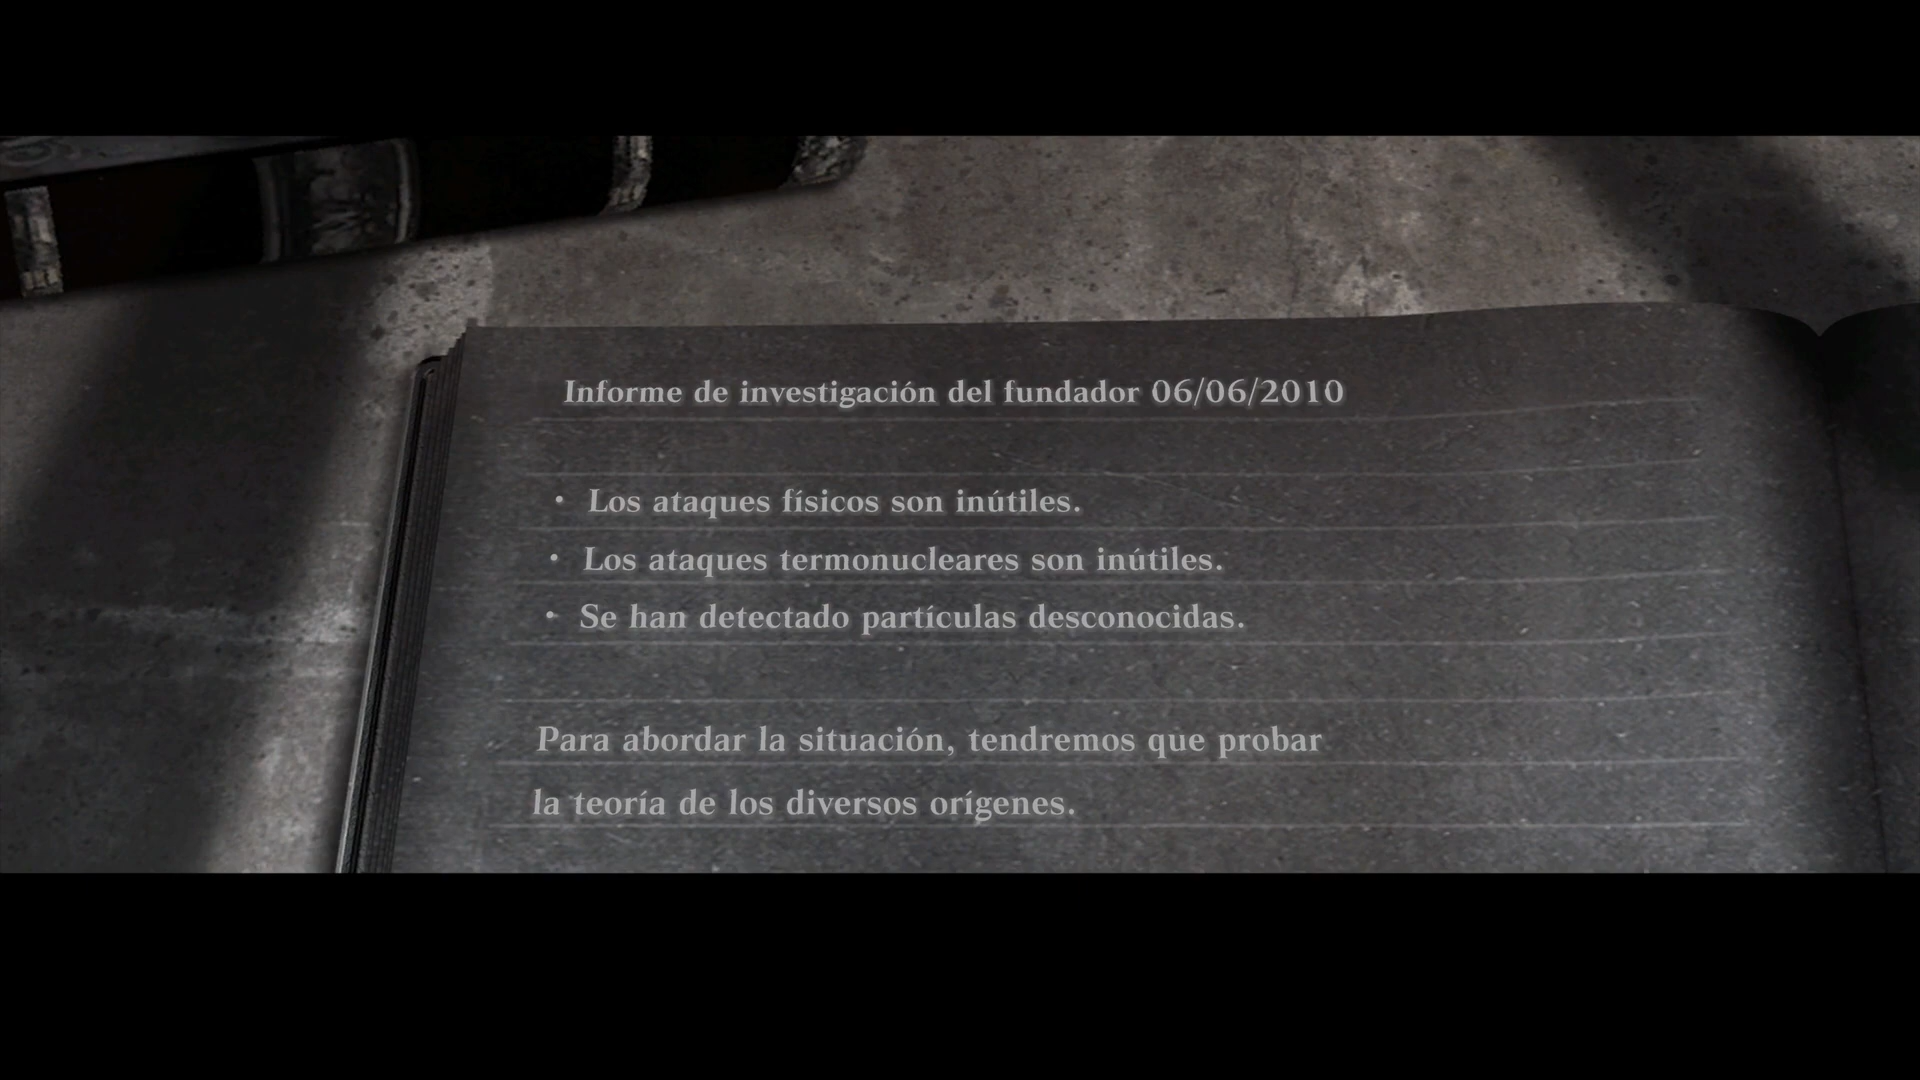 Informe de investigación del fundador 06/06/2010
・ Los ataques físicos son inútiles.
・ Los ataques termonucleares son inútiles.
・ Se han detectado partículas desconocidas.
Para abordar la situación, tendremos que probar
la teoría de los diversos orígenes.